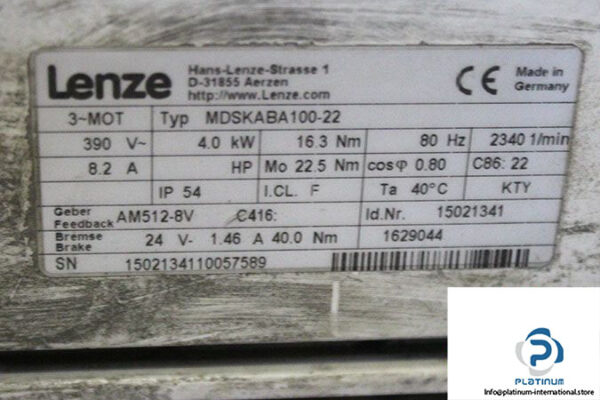 Lenze
Hans-Lenze-Strasse 1
D-31855 Aerzen
http://www.Lenze.com
CE
Made in
Germany
3~MOT Typ MDSKABA100-22
390 V~ 4.0 kW 16.3 Nm 80 Hz 2340 1/min
8.2 A HP Mo 22.5 Nm cosφ 0.80 C86: 22
IP 54 I.CL. F Ta 40°C KTY
Geber
Feedback AM512-8V C416: Id.Nr. 15021341
Bremse
Brake 24 V- 1.46 A 40.0 Nm 1629044
SN 1502134110057589
PLATINUM
platinum-international.store